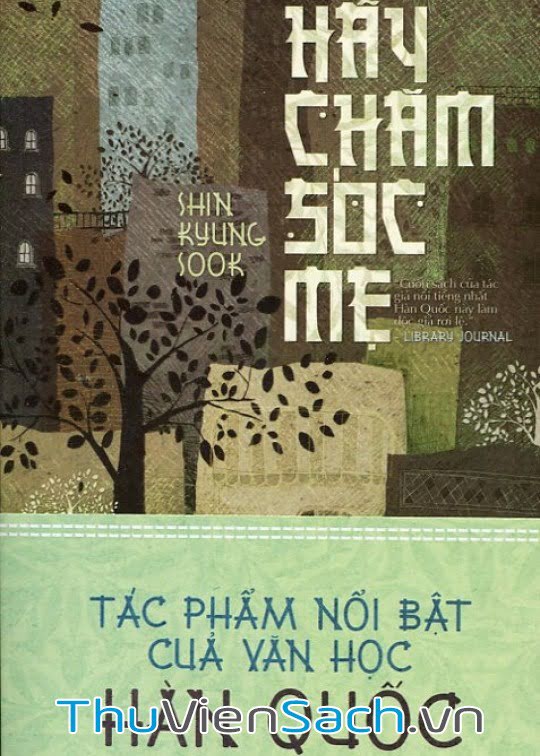 HÃY
CHĂM
SÓC
MẸ
SHIN
KYUNG
SOOK
"Cuốn sách của tác
giả nổi tiếng nhất
Hàn Quốc này làm
độc giả rơi lệ."
- LIBRARY JOURNAL
TÁC PHẨM NỔI BẬT
CUẢ VĂN HỌC
HÀN QUỐC
ThuVienSach.vn